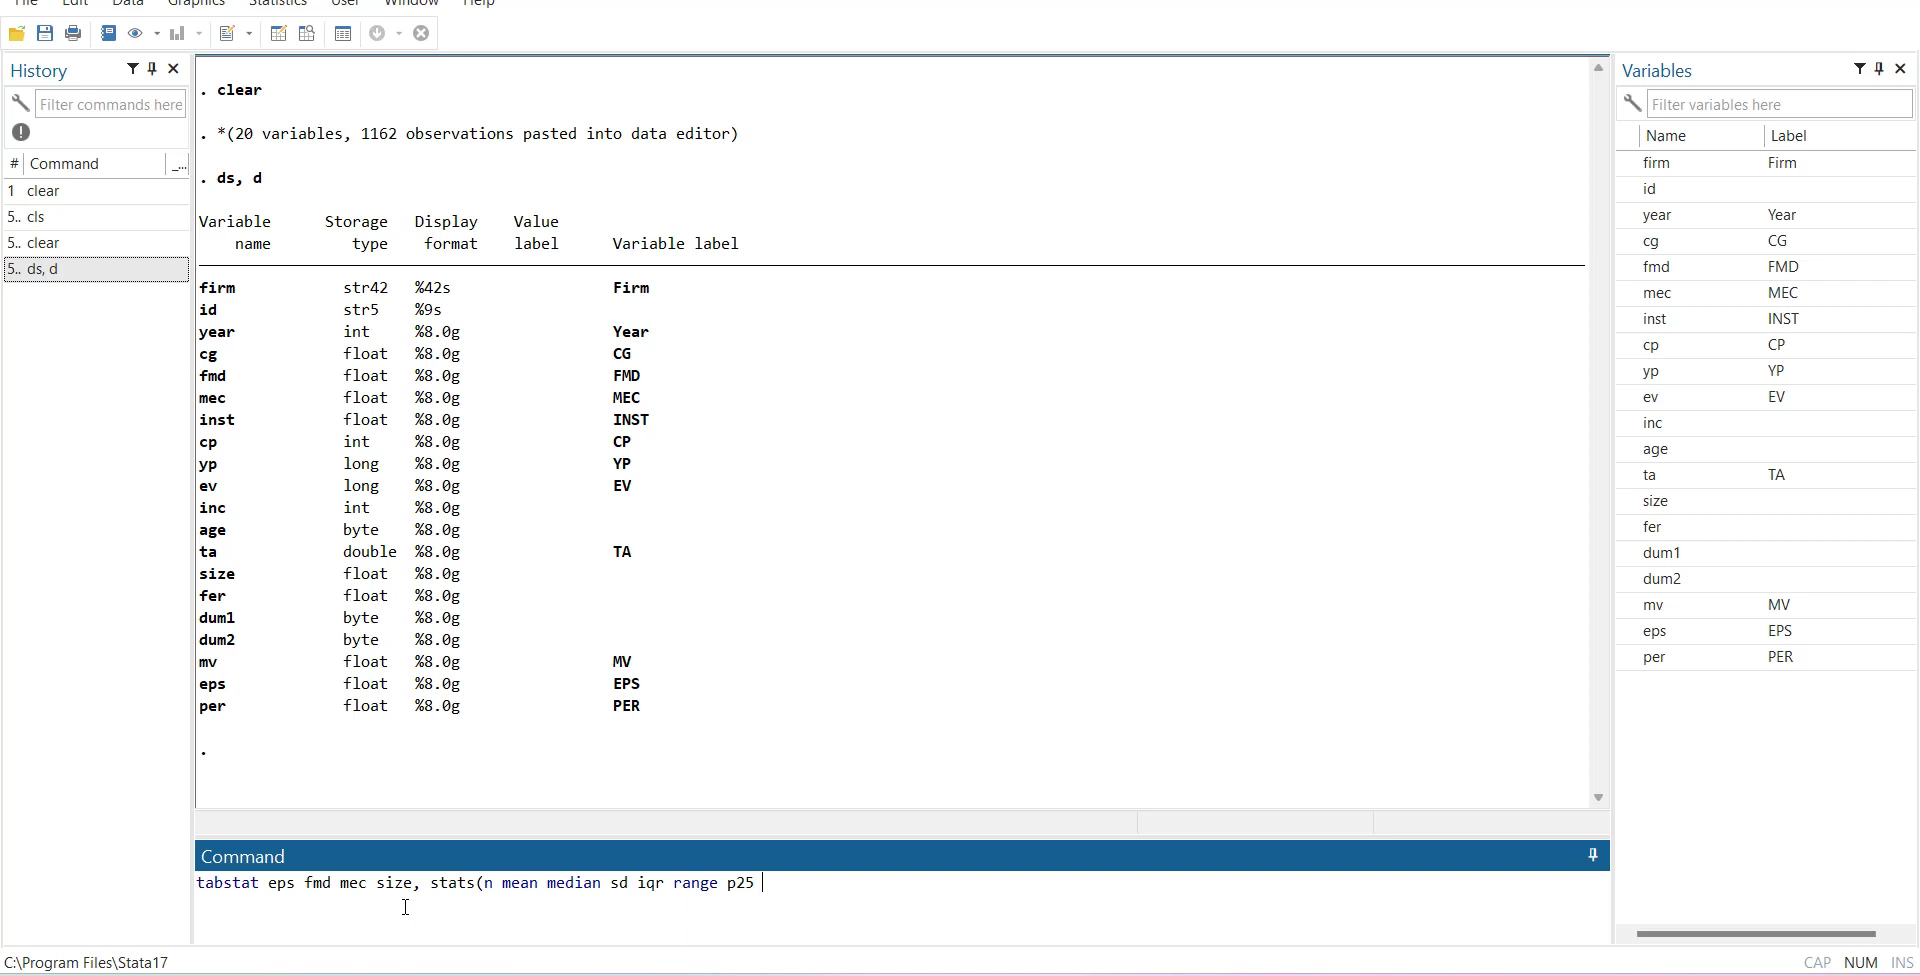 File Edit Data Graphics Statistics User Window Help
History
Filter commands here
# Command _...
1 clear
5.. cls
5.. clear
5.. ds, d
. clear
. *(20 variables, 1162 observations pasted into data editor)
. ds, d
Variable Storage Display Value
name type format label Variable label
firm str42 %42s Firm
id str5 %9s
year int %8.0g Year
cg float %8.0g CG
fmd float %8.0g FMD
mec float %8.0g MEC
inst float %8.0g INST
cp int %8.0g CP
yp long %8.0g YP
ev long %8.0g EV
inc int %8.0g
age byte %8.0g
ta double %8.0g TA
size float %8.0g
fer float %8.0g
dum1 byte %8.0g
dum2 byte %8.0g
mv float %8.0g MV
eps float %8.0g EPS
per float %8.0g PER
.
Command
tabstat eps fmd mec size, stats(n mean median sd iqr range p25
Variables
Filter variables here
Name Label
firm Firm
id
year Year
cg CG
fmd FMD
mec MEC
inst INST
cp CP
yp YP
ev EV
inc
age
ta TA
size
fer
dum1
dum2
mv MV
eps EPS
per PER
C:\Program Files\Stata17
CAP NUM INS